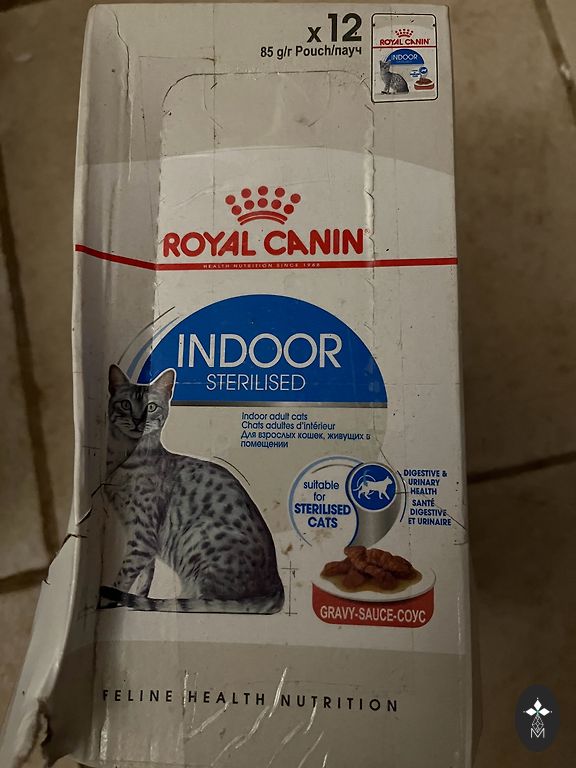 x12
85 g/r Pouch/пауч
ROYAL CANIN
INDOOR
ROYAL CANIN®
HEALTH NUTRITION SINCE 1968
INDOOR
STERILISED
Indoor adult cats
Chats adultes d'intérieur
Для взрослых кошек, живущих в
помещении
suitable
for
STERILISED
CATS
DIGESTIVE &
URINARY
HEALTH
SANTÉ
DIGESTIVE
ET URINAIRE
GRAVY-SAUCE-СОУС
FELINE HEALTH NUTRITION
M